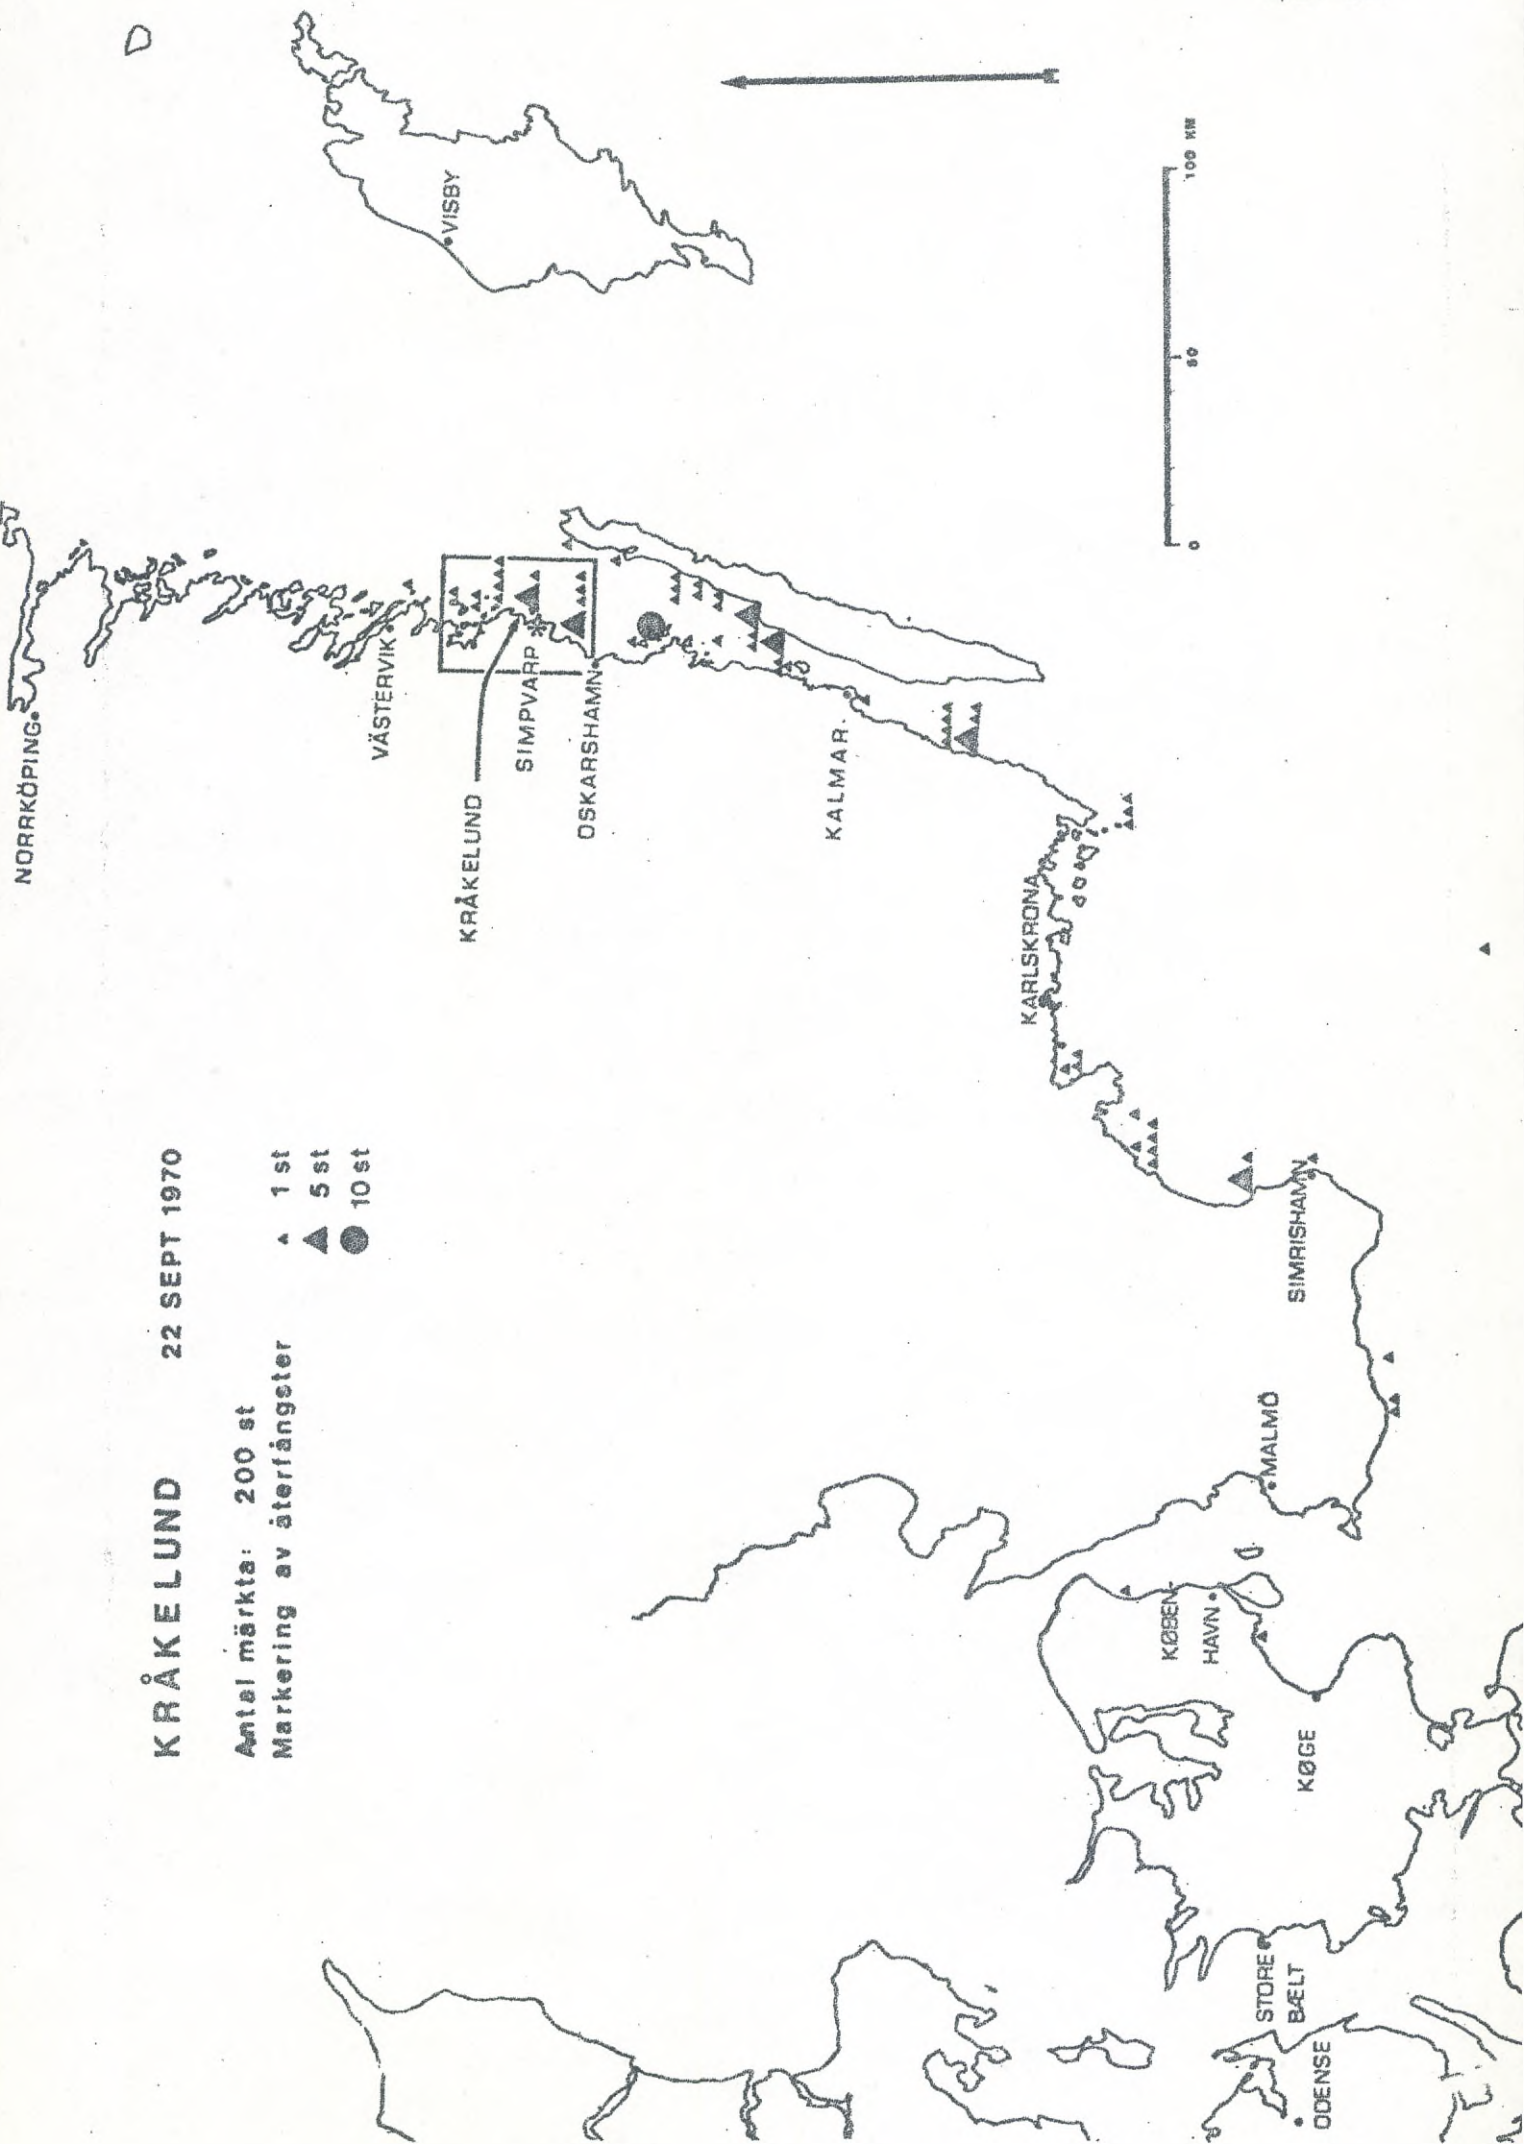 KRÅKELUND 22 SEPT 1970
Antal märkta: 200 st
Markering av återfångster
1 st
5 st
10 st
NORRKÖPING
VISBY
VÄSTERVIK
KRÅKELUND
SIMPVARP
OSKARSHAMN
KALMAR
KARLSKRONA
SIMRISHAMN
MALMÖ
KØBEN-
HAVN
KØGE
STORE
BÆLT
ODENSE
0
50
100 KM